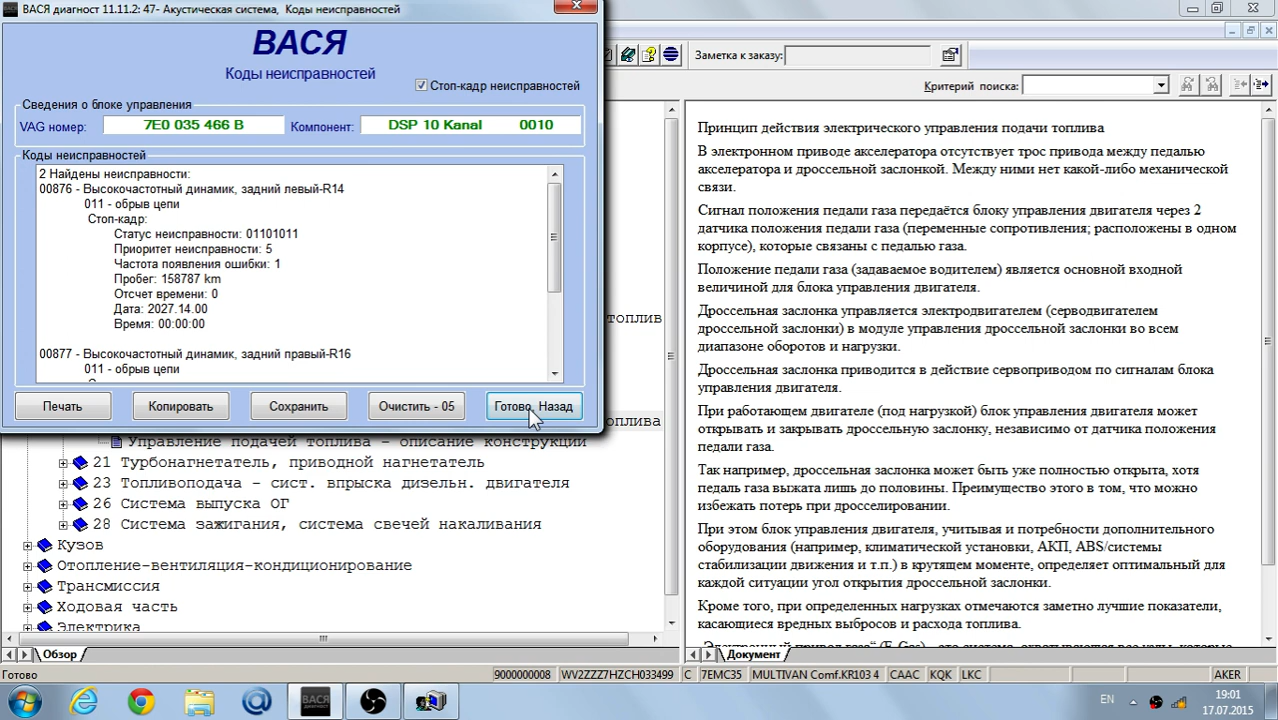 ВАСЯ диагност 11.11.2: 47- Акустическая система, Коды неисправностей
ВАСЯ
Коды неисправностей
Стоп-кадр неисправностей
Сведения о блоке управления
VAG номер: 7E0 035 466 B Компонент: DSP 10 Kanal 0010
Коды неисправностей
2 Найдены неисправности:
00876 - Высокочастотный динамик, задний левый-R14
011 - обрыв цепи
Стоп-кадр:
Статус неисправности: 01101011
Приоритет неисправности: 5
Частота появления ошибки: 1
Пробег: 158787 km
Отсчет времени: 0
Дата: 2027.14.00
Время: 00:00:00
00877 - Высокочастотный динамик, задний правый-R16
011 - обрыв цепи
Печать
Копировать
Сохранить
Очистить - 05
Готово, Назад
топлив
оплива
Управление подачей топлива - описание конструкции
21 Турбонагнетатель, приводной нагнетатель
23 Топливоподача - сист. впрыска дизельн. двигателя
26 Система выпуска ОГ
28 Система зажигания, система свечей накаливания
Кузов
Отопление-вентиляция-кондиционирование
Трансмиссия
Ходовая часть
Электрика
Обзор
Заметка к заказу:
Критерий поиска:
Принцип действия электрического управления подачи топлива
В электронном приводе акселератора отсутствует трос привода между педалью
акселератора и дроссельной заслонкой. Между ними нет какой-либо механической
связи.
Сигнал положения педали газа передаётся блоку управления двигателя через 2
датчика положения педали газа (переменные сопротивления; расположены в одном
корпусе), которые связаны с педалью газа.
Положение педали газа (задаваемое водителем) является основной входной
величиной для блока управления двигателя.
Дроссельная заслонка управляется электродвигателем (серводвигателем
дроссельной заслонки) в модуле управления дроссельной заслонки во всем
диапазоне оборотов и нагрузки.
Дроссельная заслонка приводится в действие сервоприводом по сигналам блока
управления двигателя.
При работающем двигателе (под нагрузкой) блок управления двигателя может
открывать и закрывать дроссельную заслонку, независимо от датчика положения
педали газа.
Так например, дроссельная заслонка может быть уже полностью открыта, хотя
педаль газа выжата лишь до половины. Преимущество этого в том, что можно
избежать потерь при дросселировании.
При этом блок управления двигателя, учитывая и потребности дополнительного
оборудования (например, климатической установки, АКП, ABS/системы
стабилизации движения и т.п.) в крутящем моменте, определяет оптимальный для
каждой ситуации угол открытия дроссельной заслонки.
Кроме того, при определенных нагрузках отмечаются заметно лучшие показатели,
касающиеся вредных выбросов и расхода топлива.
Документ
Готово
9000000008 WV2ZZZ7HZCH033499 C 7EMC35 MULTIVAN Comf.KR103 4 CAAC KQK LKC AKER
EN
19:01
17.07.2015